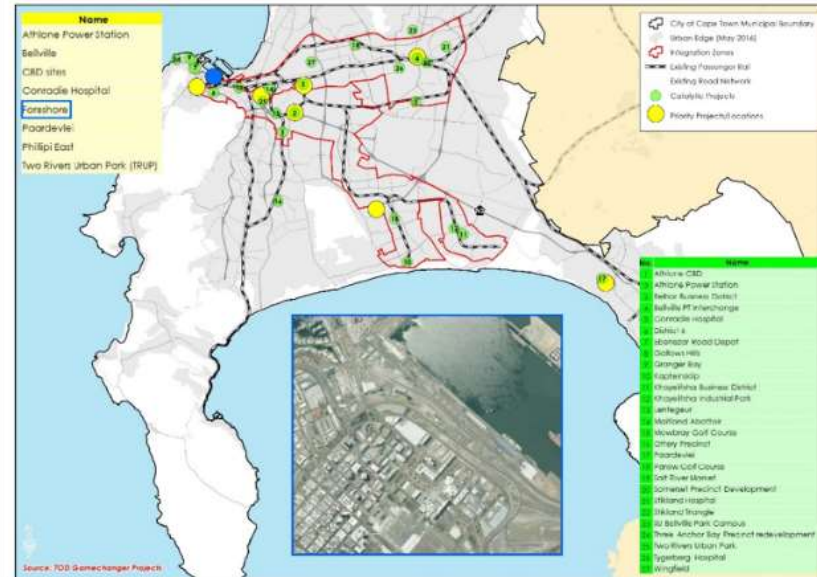 Name
Athlone Power Station
Bellville
CBD sites
Conradie Hospital
Foreshore
Paardevlei
Phillipi East
Two Rivers Urban Park (TRUP)
City of Cape Town Municipal Boundary
Urban Edge (May 2016)
Integration Zones
Existing Passenger Rail
Existing Road Network
Catalytic Projects
Priority Projects/Locations
No. Name
1 Athlone CBD
2 Athlone Power Station
3 Belhar Business District
4 Bellville PT Interchange
5 Conradie Hospital
6 District 6
7 Ebenezer Road Depot
8 Gallows Hills
9 Granger Bay
10 Kapteinsklip
11 Khayelitsha Business District
12 Khayelitsha Industrial Park
13 Lentegeur
14 Maitland Abattoir
15 Mowbray Golf Course
16 Ottery Precinct
17 Paardevlei
18 Parow Golf Course
19 Salt River Market
20 Somerset Precinct Development
21 Stikland Hospital
22 Stikland Triangle
23 SU Bellville Park Campus
24 Three Anchor Bay Precinct redevelopment
25 Two Rivers Urban Park
26 Tygerberg Hospital
27 Wingfield
Source: TOD Gamechanger Projects